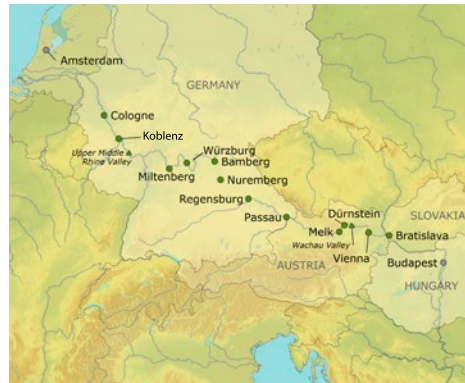 Amsterdam
GERMANY
Cologne
Koblenz
Upper Middle
Rhine Valley
Würzburg
Bamberg
Miltenberg
Nuremberg
Regensburg
Passau
Dürnstein
SLOVAKIA
Melk
Bratislava
Wachau Valley
Vienna
AUSTRIA
Budapest
HUNGARY